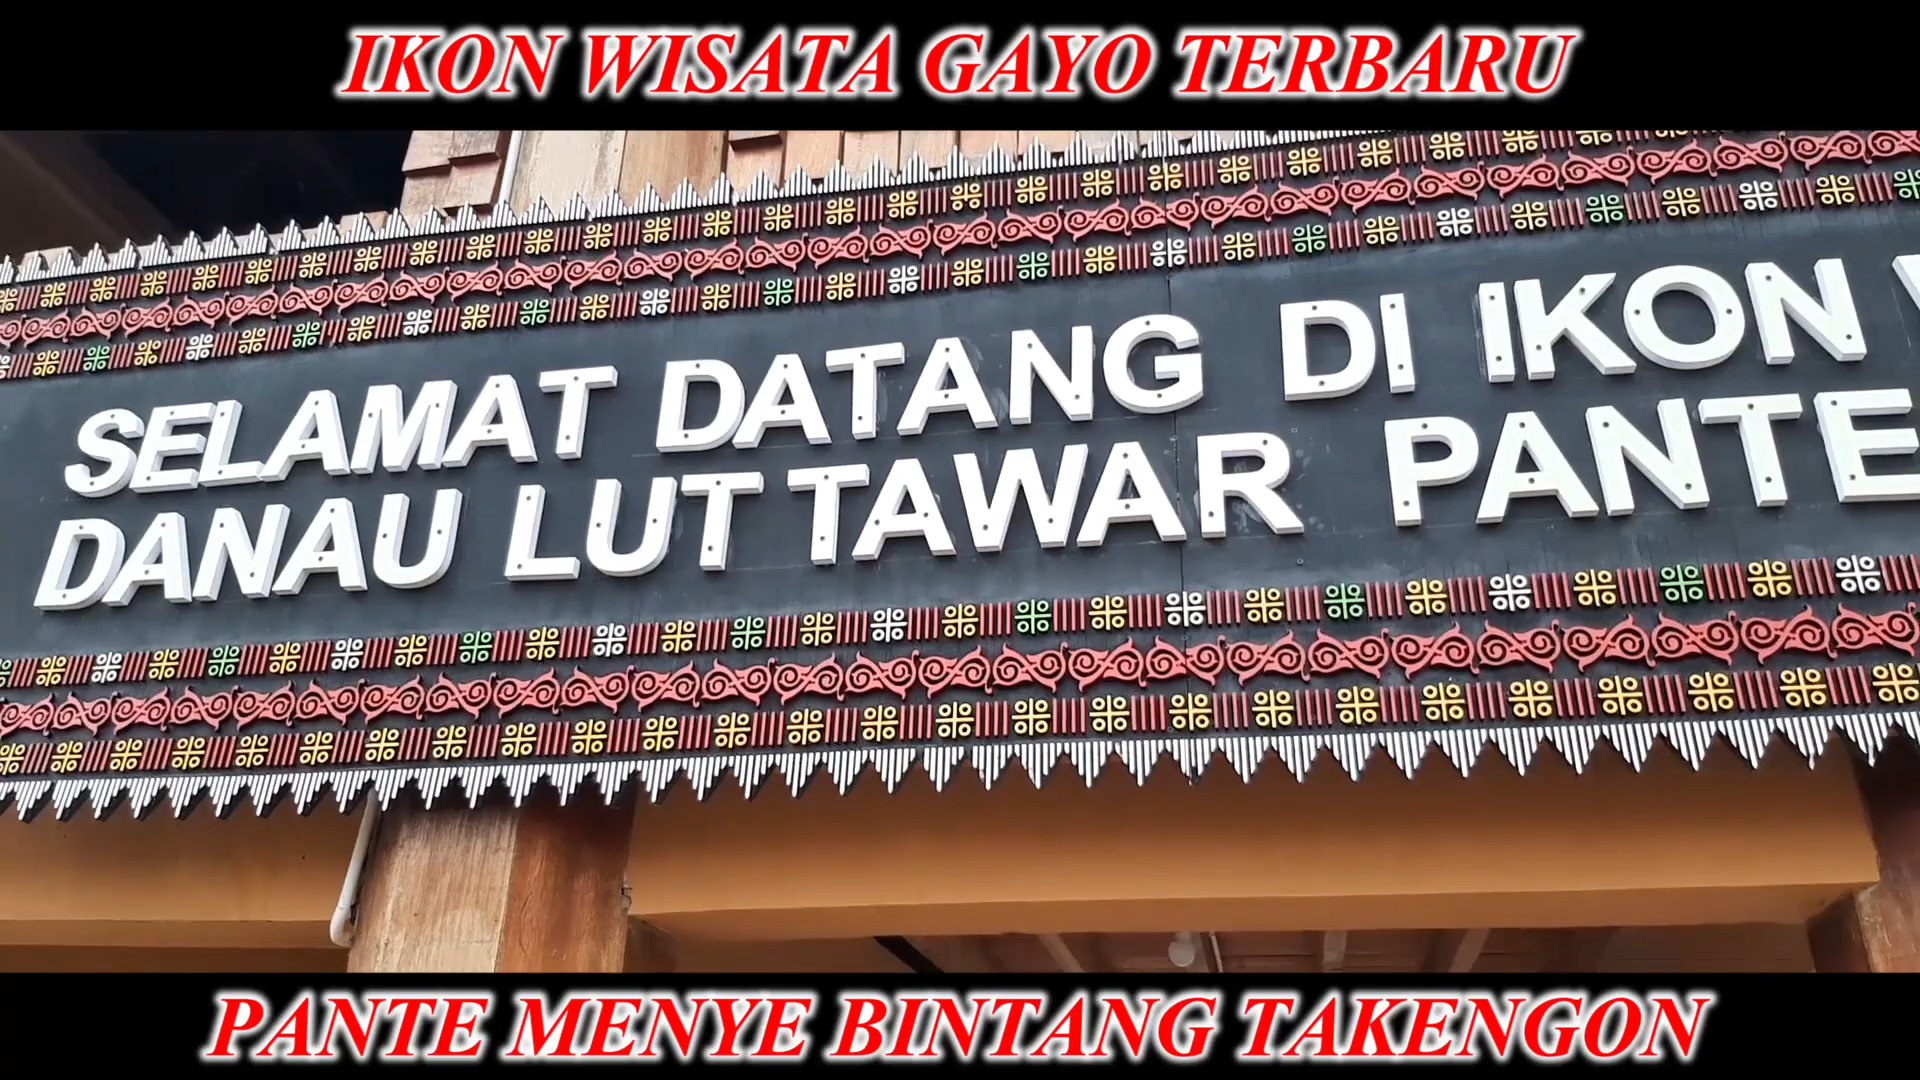 IKON WISATA GAYO TERBARU
SELAMAT DATANG DI IKON
DANAU LUT TAWAR PANTE
PANTE MENYE BINTANG TAKENGON